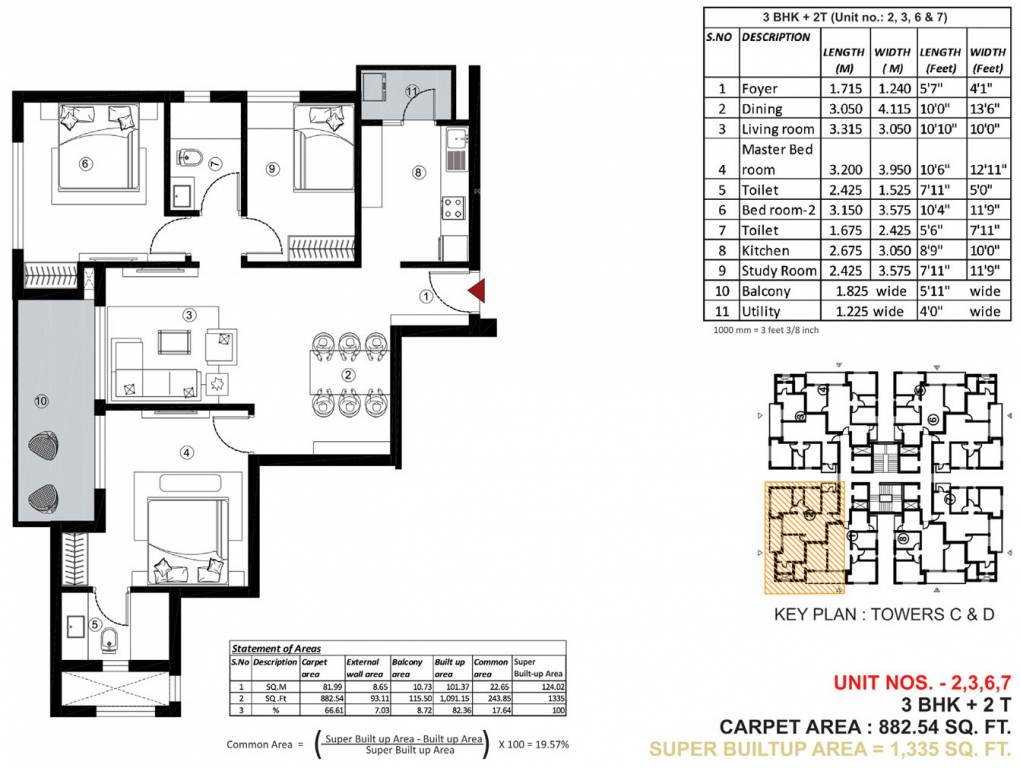 3 BHK + 2T (Unit no.: 2, 3, 6 & 7)
S.NO DESCRIPTION LENGTH (M) WIDTH ( M) LENGTH (Feet) WIDTH (Feet)
1 Foyer 1.715 1.240 5'7" 4'1"
2 Dining 3.050 4.115 10'0" 13'6"
3 Living room 3.315 3.050 10'10" 10'0"
4 Master Bed room 3.200 3.950 10'6" 12'11"
5 Toilet 2.425 1.525 7'11" 5'0"
6 Bed room-2 3.150 3.575 10'4" 11'9"
7 Toilet 1.675 2.425 5'6" 7'11"
8 Kitchen 2.675 3.050 8'9" 10'0"
9 Study Room 2.425 3.575 7'11" 11'9"
10 Balcony 1.825 wide 5'11" wide
11 Utility 1.225 wide 4'0" wide
1000 mm = 3 feet 3/8 inch
11
6
7
9
8
1
3
2
10
4
5
4
5
3
6
2
7
1
8
KEY PLAN : TOWERS C & D
Statement of Areas
S.No Description Carpet area External wall area Balcony area Built up area Common area Super Built-up Area
1 SQ.M 81.99 8.65 10.73 101.37 22.65 124.02
2 SQ.Ft 882.54 93.11 115.50 1,091.15 243.85 1335
3 % 66.61 7.03 8.72 82.36 17.64 100
Common Area = ( Super Built up Area - Built up Area / Super Built up Area ) X 100 = 19.57%
UNIT NOS. - 2,3,6,7
3 BHK + 2 T
CARPET AREA : 882.54 SQ. FT.
SUPER BUILTUP AREA = 1,335 SQ. FT.